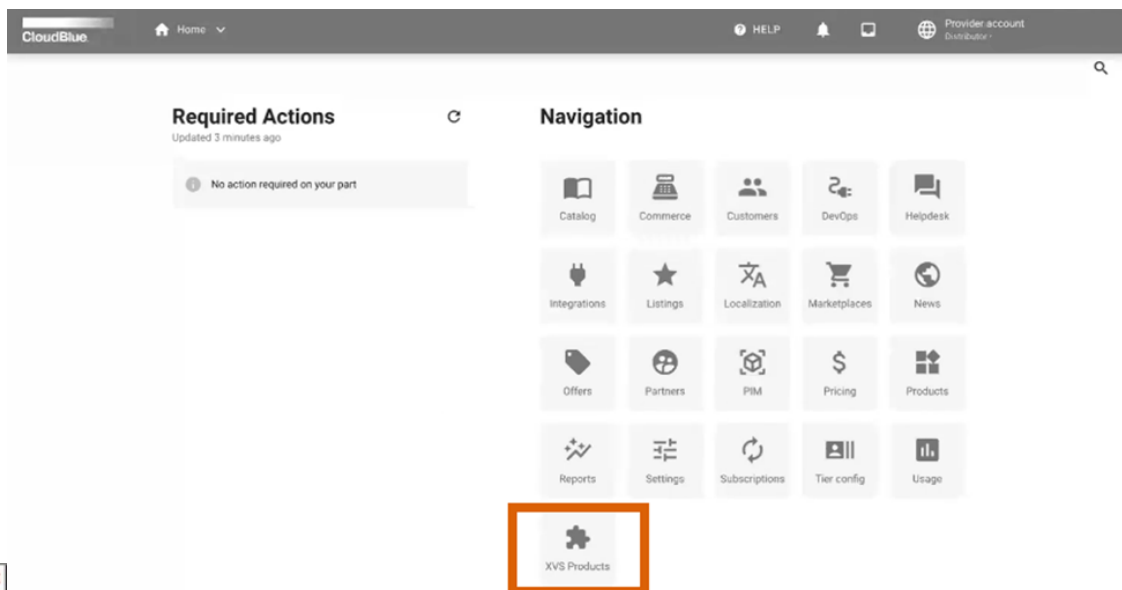 CloudBlue
Home
HELP
Provider account
Distributor
Required Actions
Updated 3 minutes ago
No action required on your part
Navigation
Catalog
Commerce
Customers
DevOps
Helpdesk
Integrations
Listings
Localization
Marketplaces
News
Offers
Partners
PIM
Pricing
Products
Reports
Settings
Subscriptions
Tier config
Usage
XVS Products